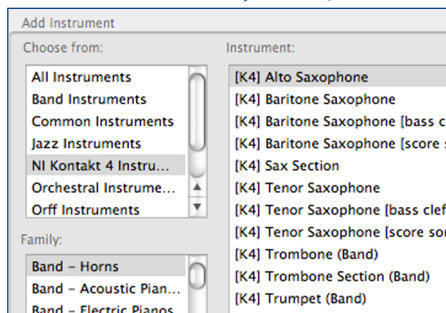 Add Instrument
Choose from:
All Instruments
Band Instruments
Common Instruments
Jazz Instruments
NI Kontakt 4 Instru...
Orchestral Instrume...
Orff Instruments
Family:
Band – Horns
Band – Acoustic Pian...
Band – Electric Pianos
Instrument:
[K4] Alto Saxophone
[K4] Baritone Saxophone
[K4] Baritone Saxophone [bass c
[K4] Baritone Saxophone [score s
[K4] Sax Section
[K4] Tenor Saxophone
[K4] Tenor Saxophone [bass clef
[K4] Tenor Saxophone [score so
[K4] Trombone (Band)
[K4] Trombone Section (Band)
[K4] Trumpet (Band)